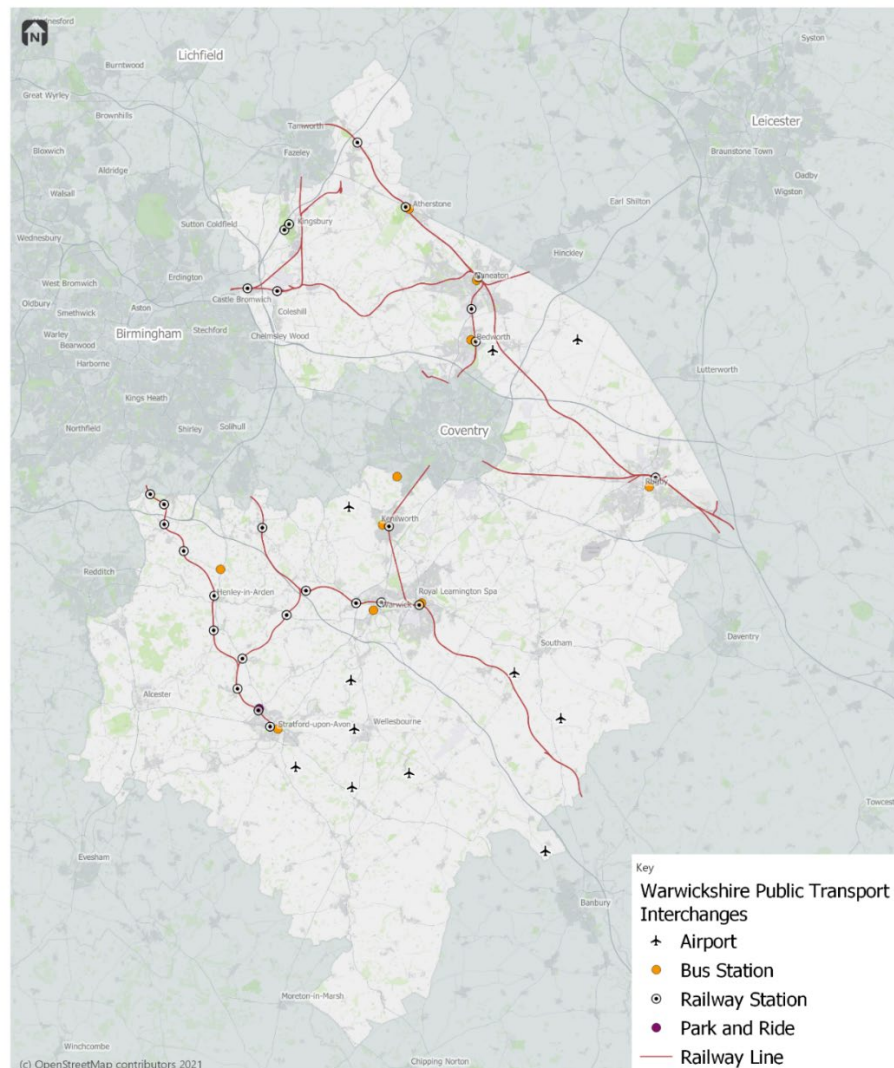 N
Lichfield
Burntwood
Syston
Great Wyrley
Brownhills
Tamworth
Leicester
Fazeley
Braunstone Town
Bloxwich
Aldridge
Oadby
Wigston
Walsall
Atherstone
Earl Shilton
Sutton Coldfield
Kingsbury
Wednesbury
Hinckley
Erdington
West Bromwich
Nuneaton
Oldbury
Aston
Castle Bromwich
Smethwick
Coleshill
Birmingham
Stechford
Warley
Chelmsley Wood
Bedworth
Bearwood
Harborne
Lutterworth
Kings Heath
Northfield
Shirley
Solihull
Coventry
Rugby
Kenilworth
Redditch
Henley-in-Arden
Royal Leamington Spa
Warwick
Daventry
Southam
Alcester
Stratford-upon-Avon
Wellesbourne
Towcest
Evesham
Banbury
Moreton-in-Marsh
Winchcombe
Chipping Norton
(c) OpenStreetMap contributors 2021
Key
Warwickshire Public Transport
Interchanges
Airport
Bus Station
Railway Station
Park and Ride
Railway Line